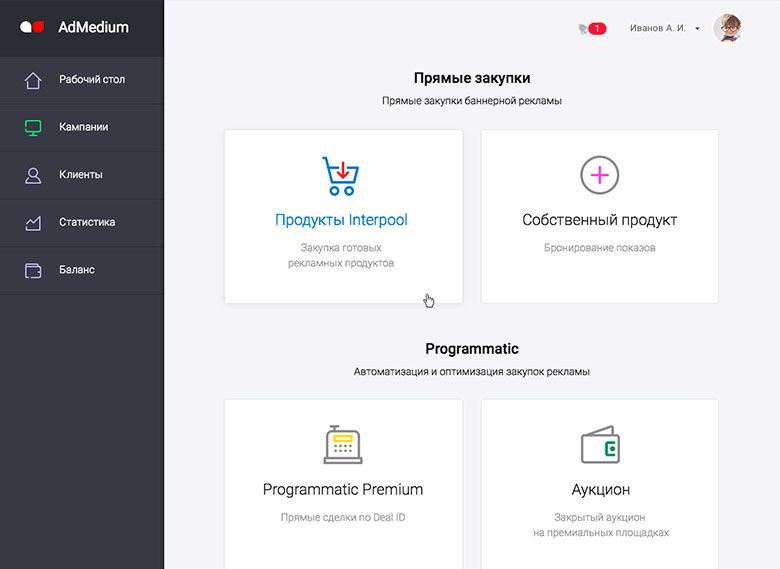 AdMedium
1
Иванов А. И.
Рабочий стол
Кампании
Клиенты
Статистика
Баланс
Прямые закупки
Прямые закупки баннерной рекламы
Продукты Interpool
Закупка готовых
рекламных продуктов
Собственный продукт
Бронирование показов
Programmatic
Автоматизация и оптимизация закупок рекламы
Programmatic Premium
Прямые сделки по Deal ID
Аукцион
Закрытый аукцион
на премиальных площадках